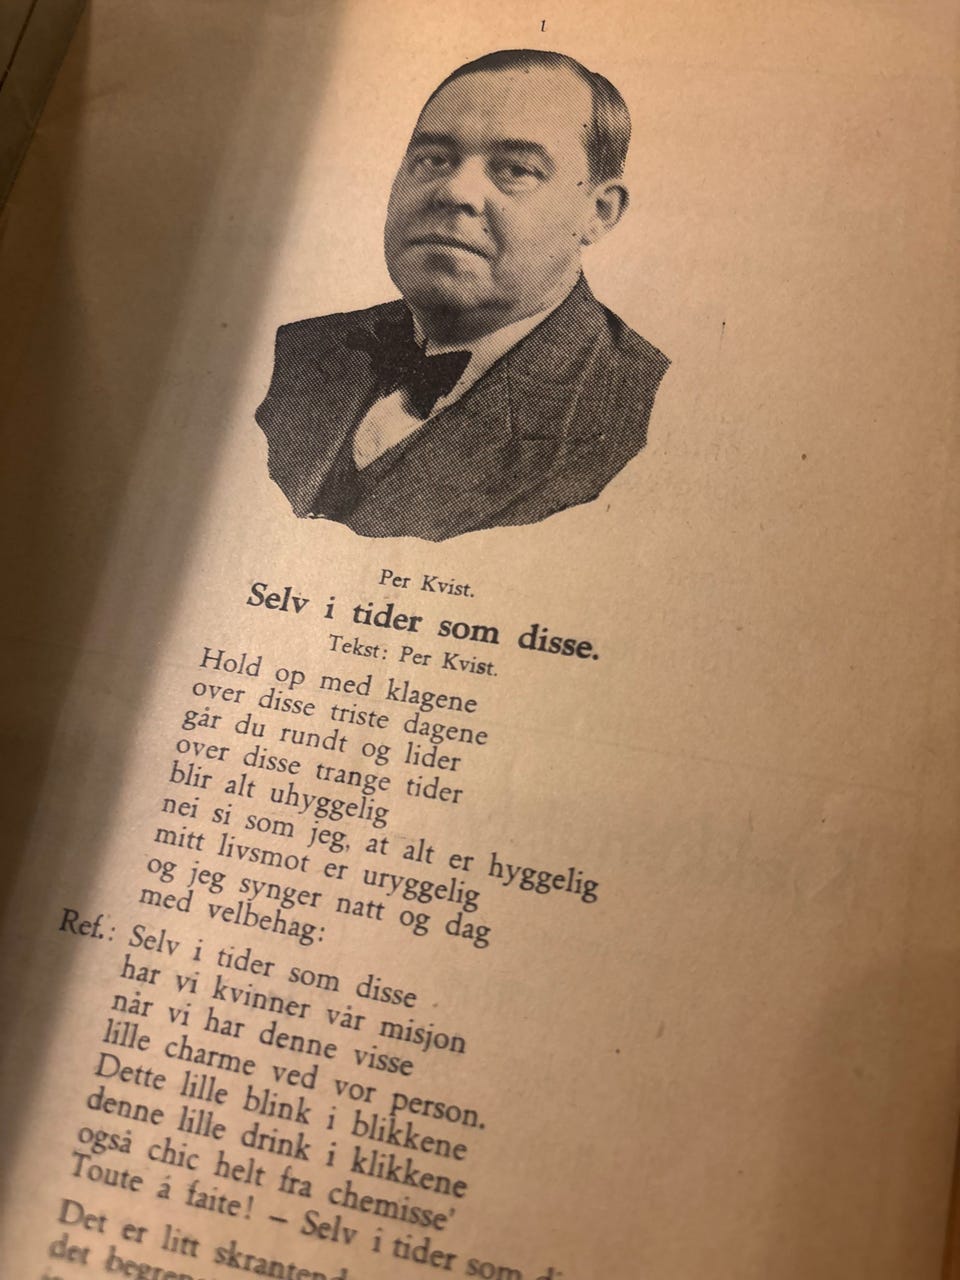 1
Per Kvist.
Selv i tider som disse.
Tekst: Per Kvist.
Hold op med klagene
over disse triste dagene
går du rundt og lider
over disse trange tider
blir alt uhyggelig
nei si som jeg, at alt er hyggelig
mitt livsmot er uryggelig
og jeg synger natt og dag
med velbehag:
Ref.: Selv i tider som disse
har vi kvinner vår misjon
når vi har denne visse
lille charme ved vor person.
Dette lille blink i blikkene
denne lille drink i klikkene
også chic helt fra chemisse'
Toute á faite! – Selv i tider som
Det er litt
det